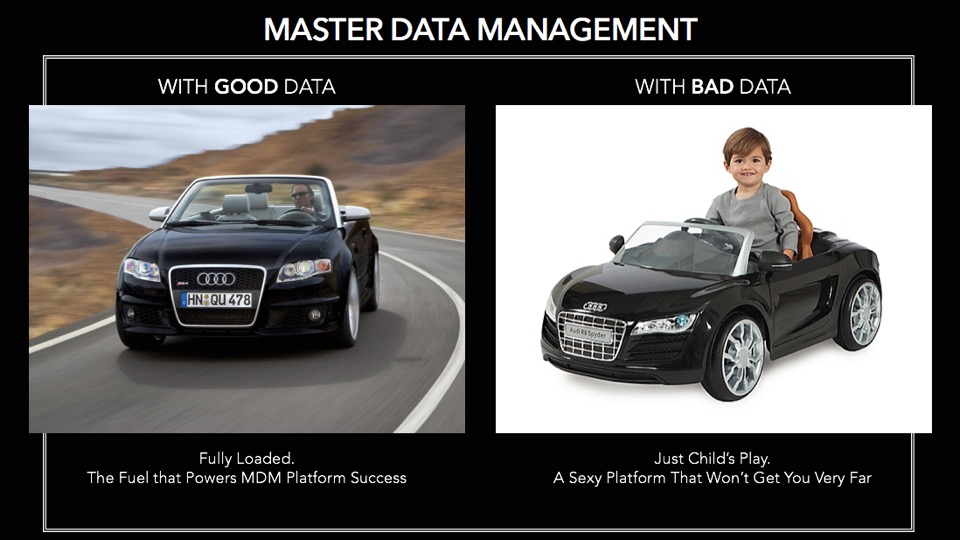 MASTER DATA MANAGEMENT
WITH GOOD DATA
WITH BAD DATA
HN QU 478
Audi R8 Spyder
Fully Loaded.
The Fuel that Powers MDM Platform Success
Just Child's Play.
A Sexy Platform That Won't Get You Very Far